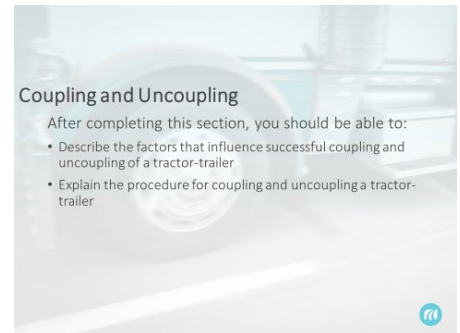 Coupling and Uncoupling
After completing this section, you should be able to:
• Describe the factors that influence successful coupling and
uncoupling of a tractor-trailer
• Explain the procedure for coupling and uncoupling a tractor-
trailer